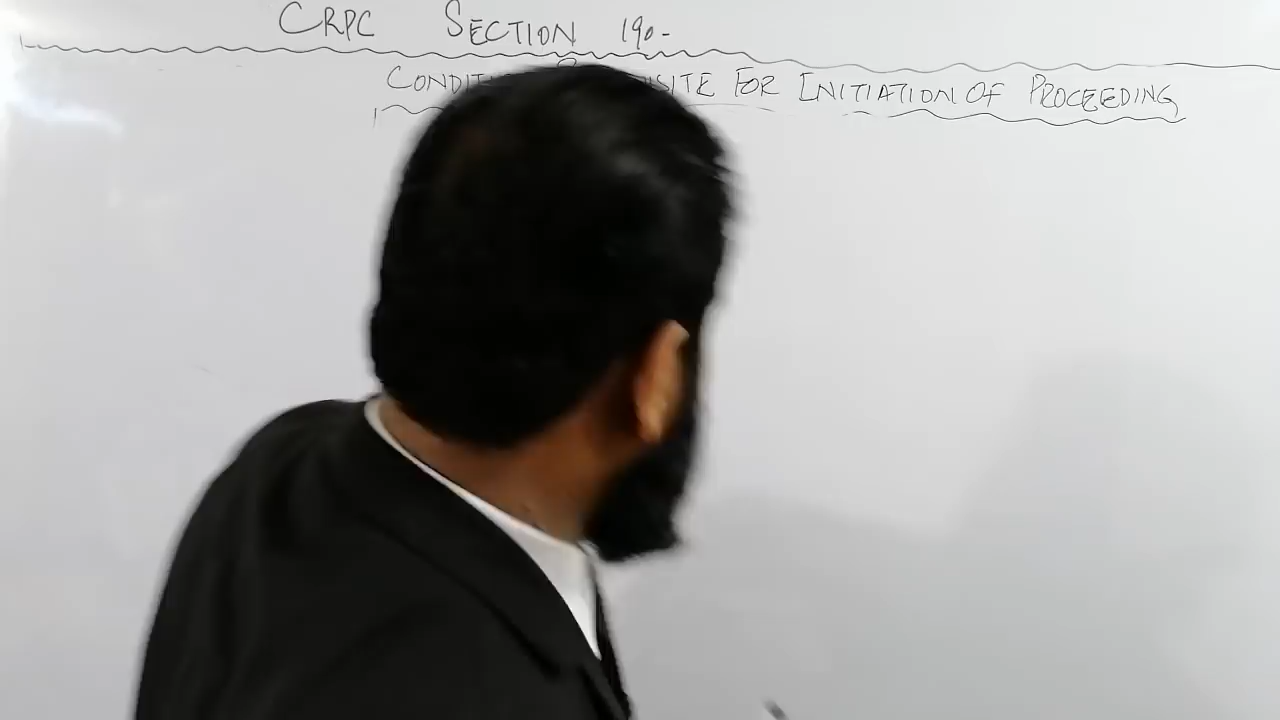 CRPC SECTION 190-
FOR INITIATION OF PROCEEDING